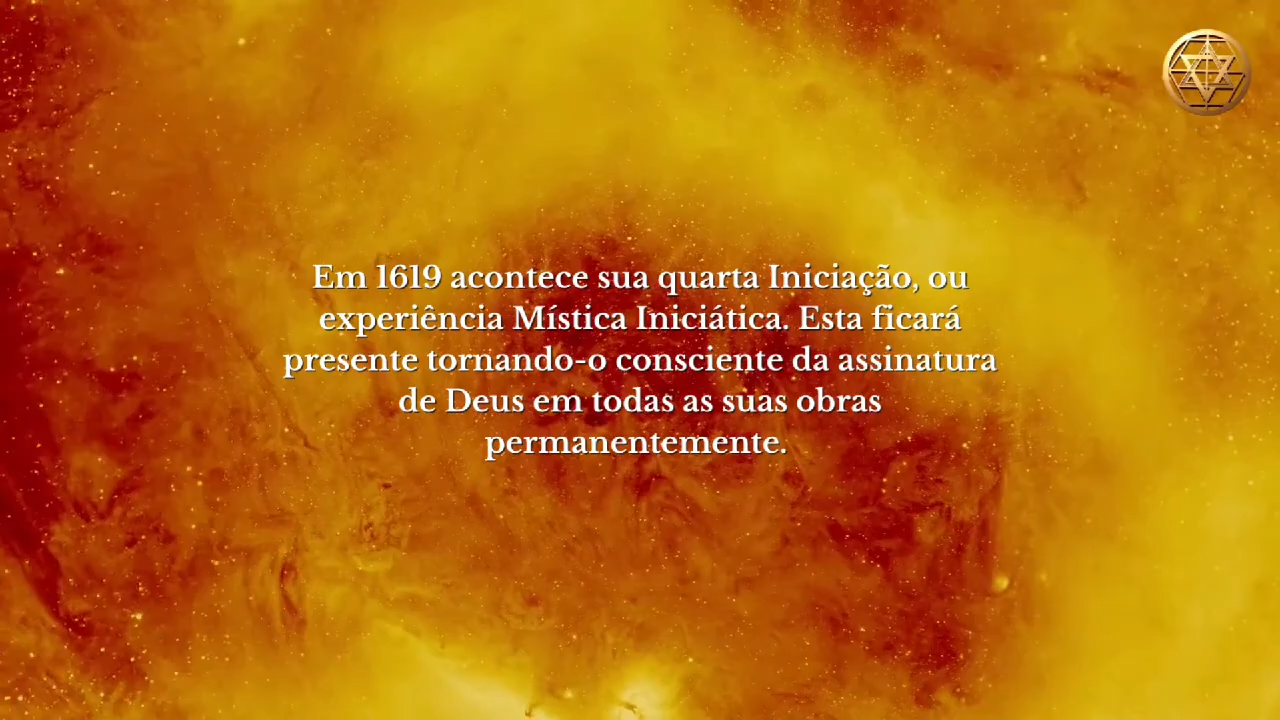 Em 1619 acontece sua quarta Iniciação, ou
experiência Mística Iniciática. Esta ficará
presente tornando-o consciente da assinatura
de Deus em todas as suas obras
permanentemente.